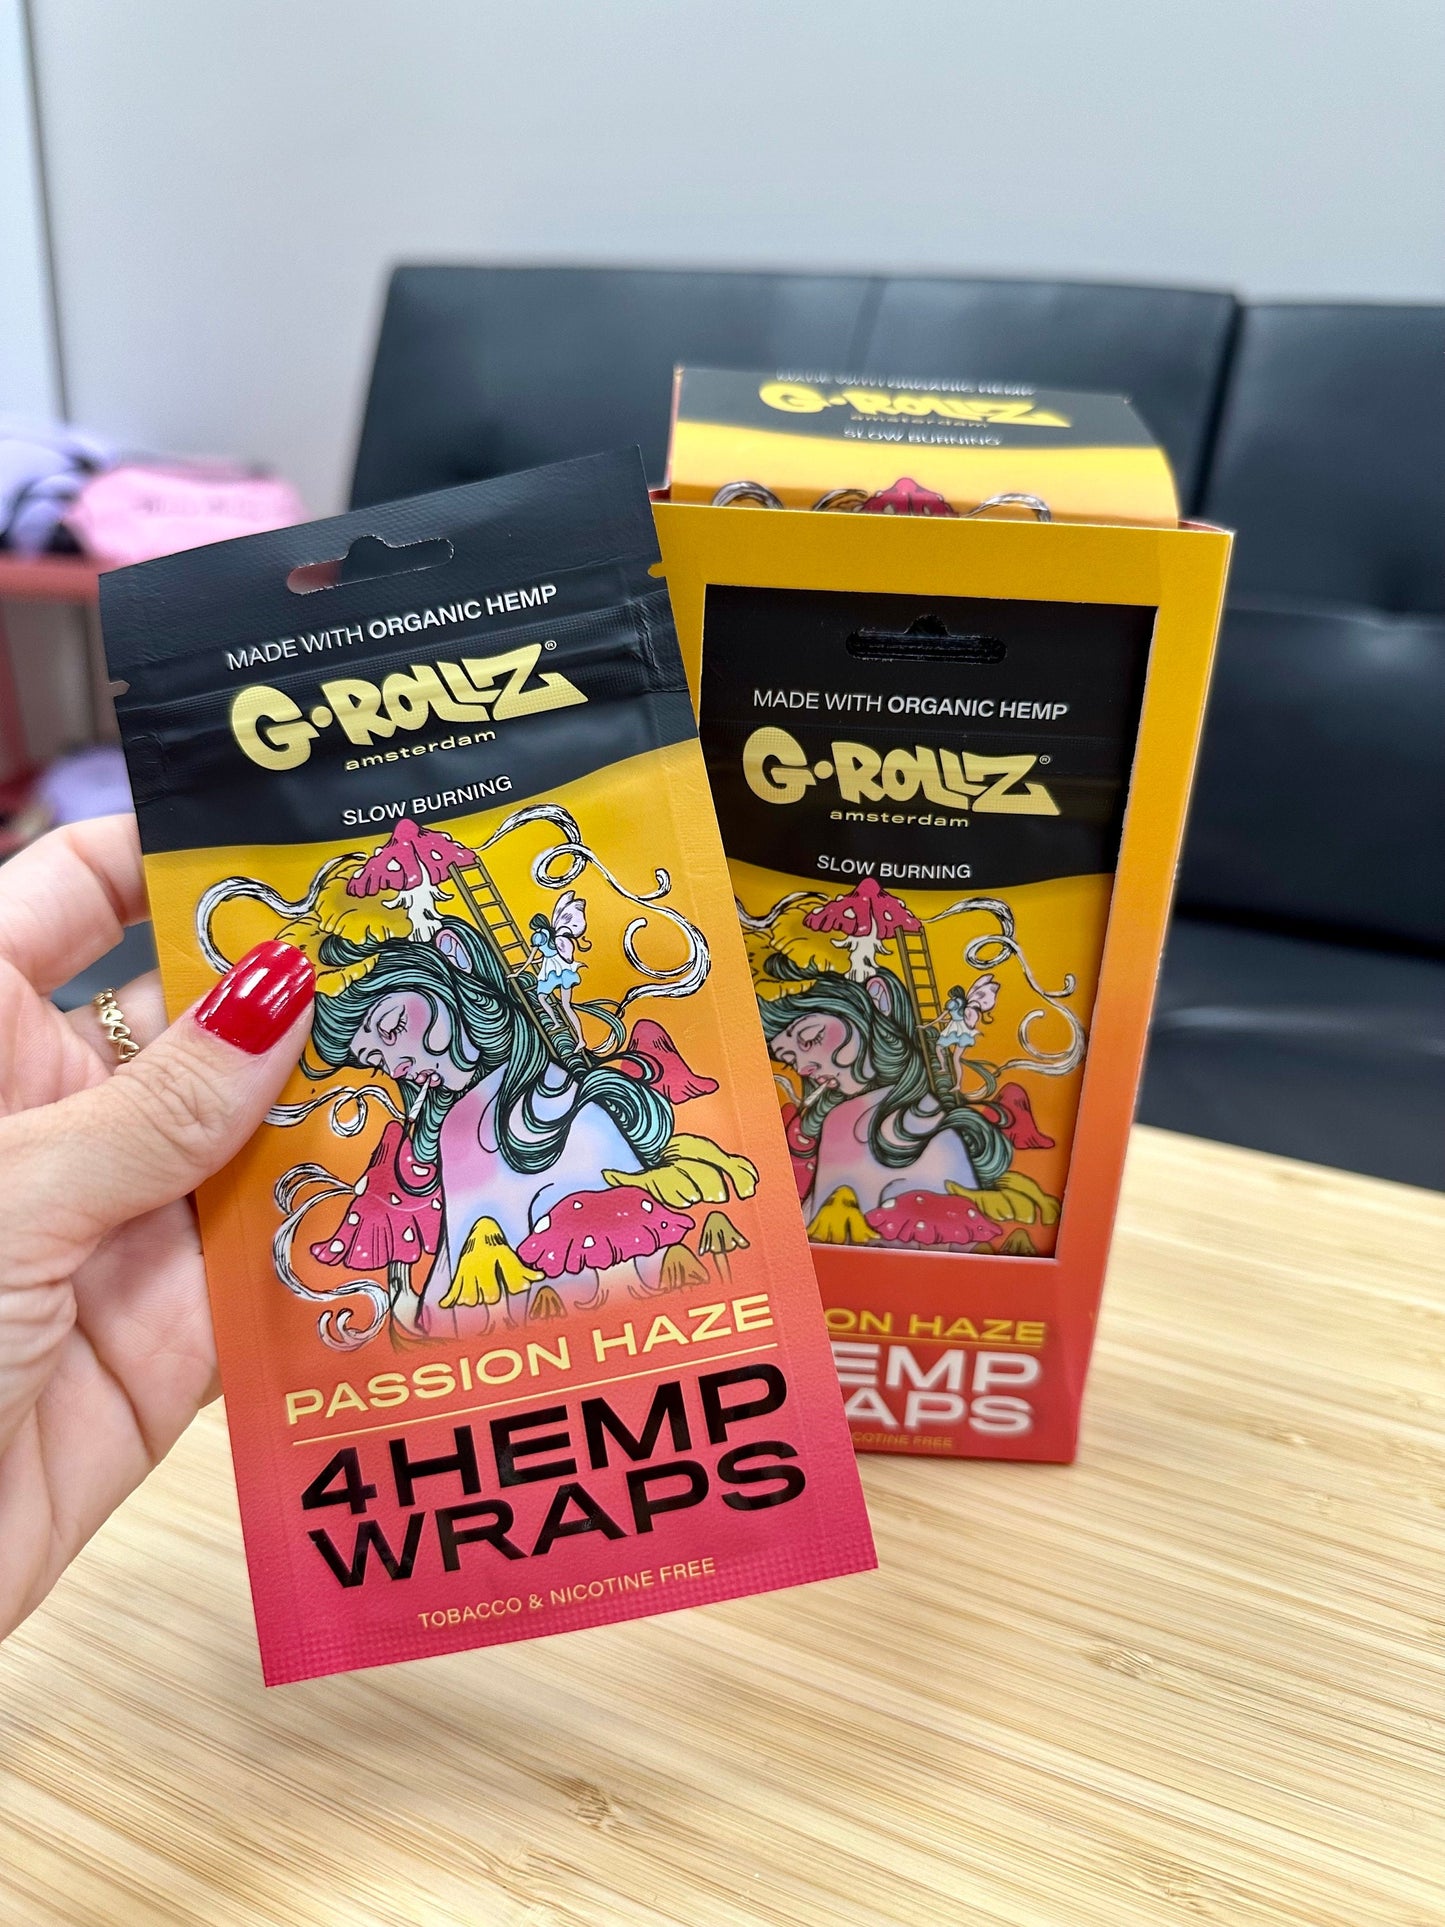 MADE WITH ORGANIC HEMP
G•ROLLZ®
amsterdam
SLOW BURNING
PASSION HAZE
4 HEMP
WRAPS
TOBACCO & NICOTINE FREE
G•ROLLZ
amsterdam
SLOW BURNING
MADE WITH ORGANIC HEMP
G•ROLLZ®
amsterdam
SLOW BURNING
ON HAZE
EMP
APS
COTINE FREE